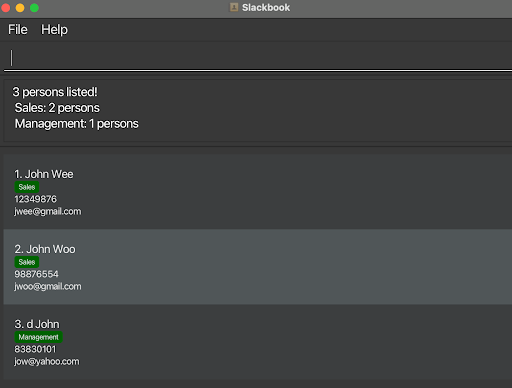 Slackbook
File Help
3 persons listed!
Sales: 2 persons
Management: 1 persons
1. John Wee
Sales
12349876
jwee@gmail.com
2. John Woo
Sales
98876554
jwoo@gmail.com
3. d John
Management
83830101
jow@yahoo.com